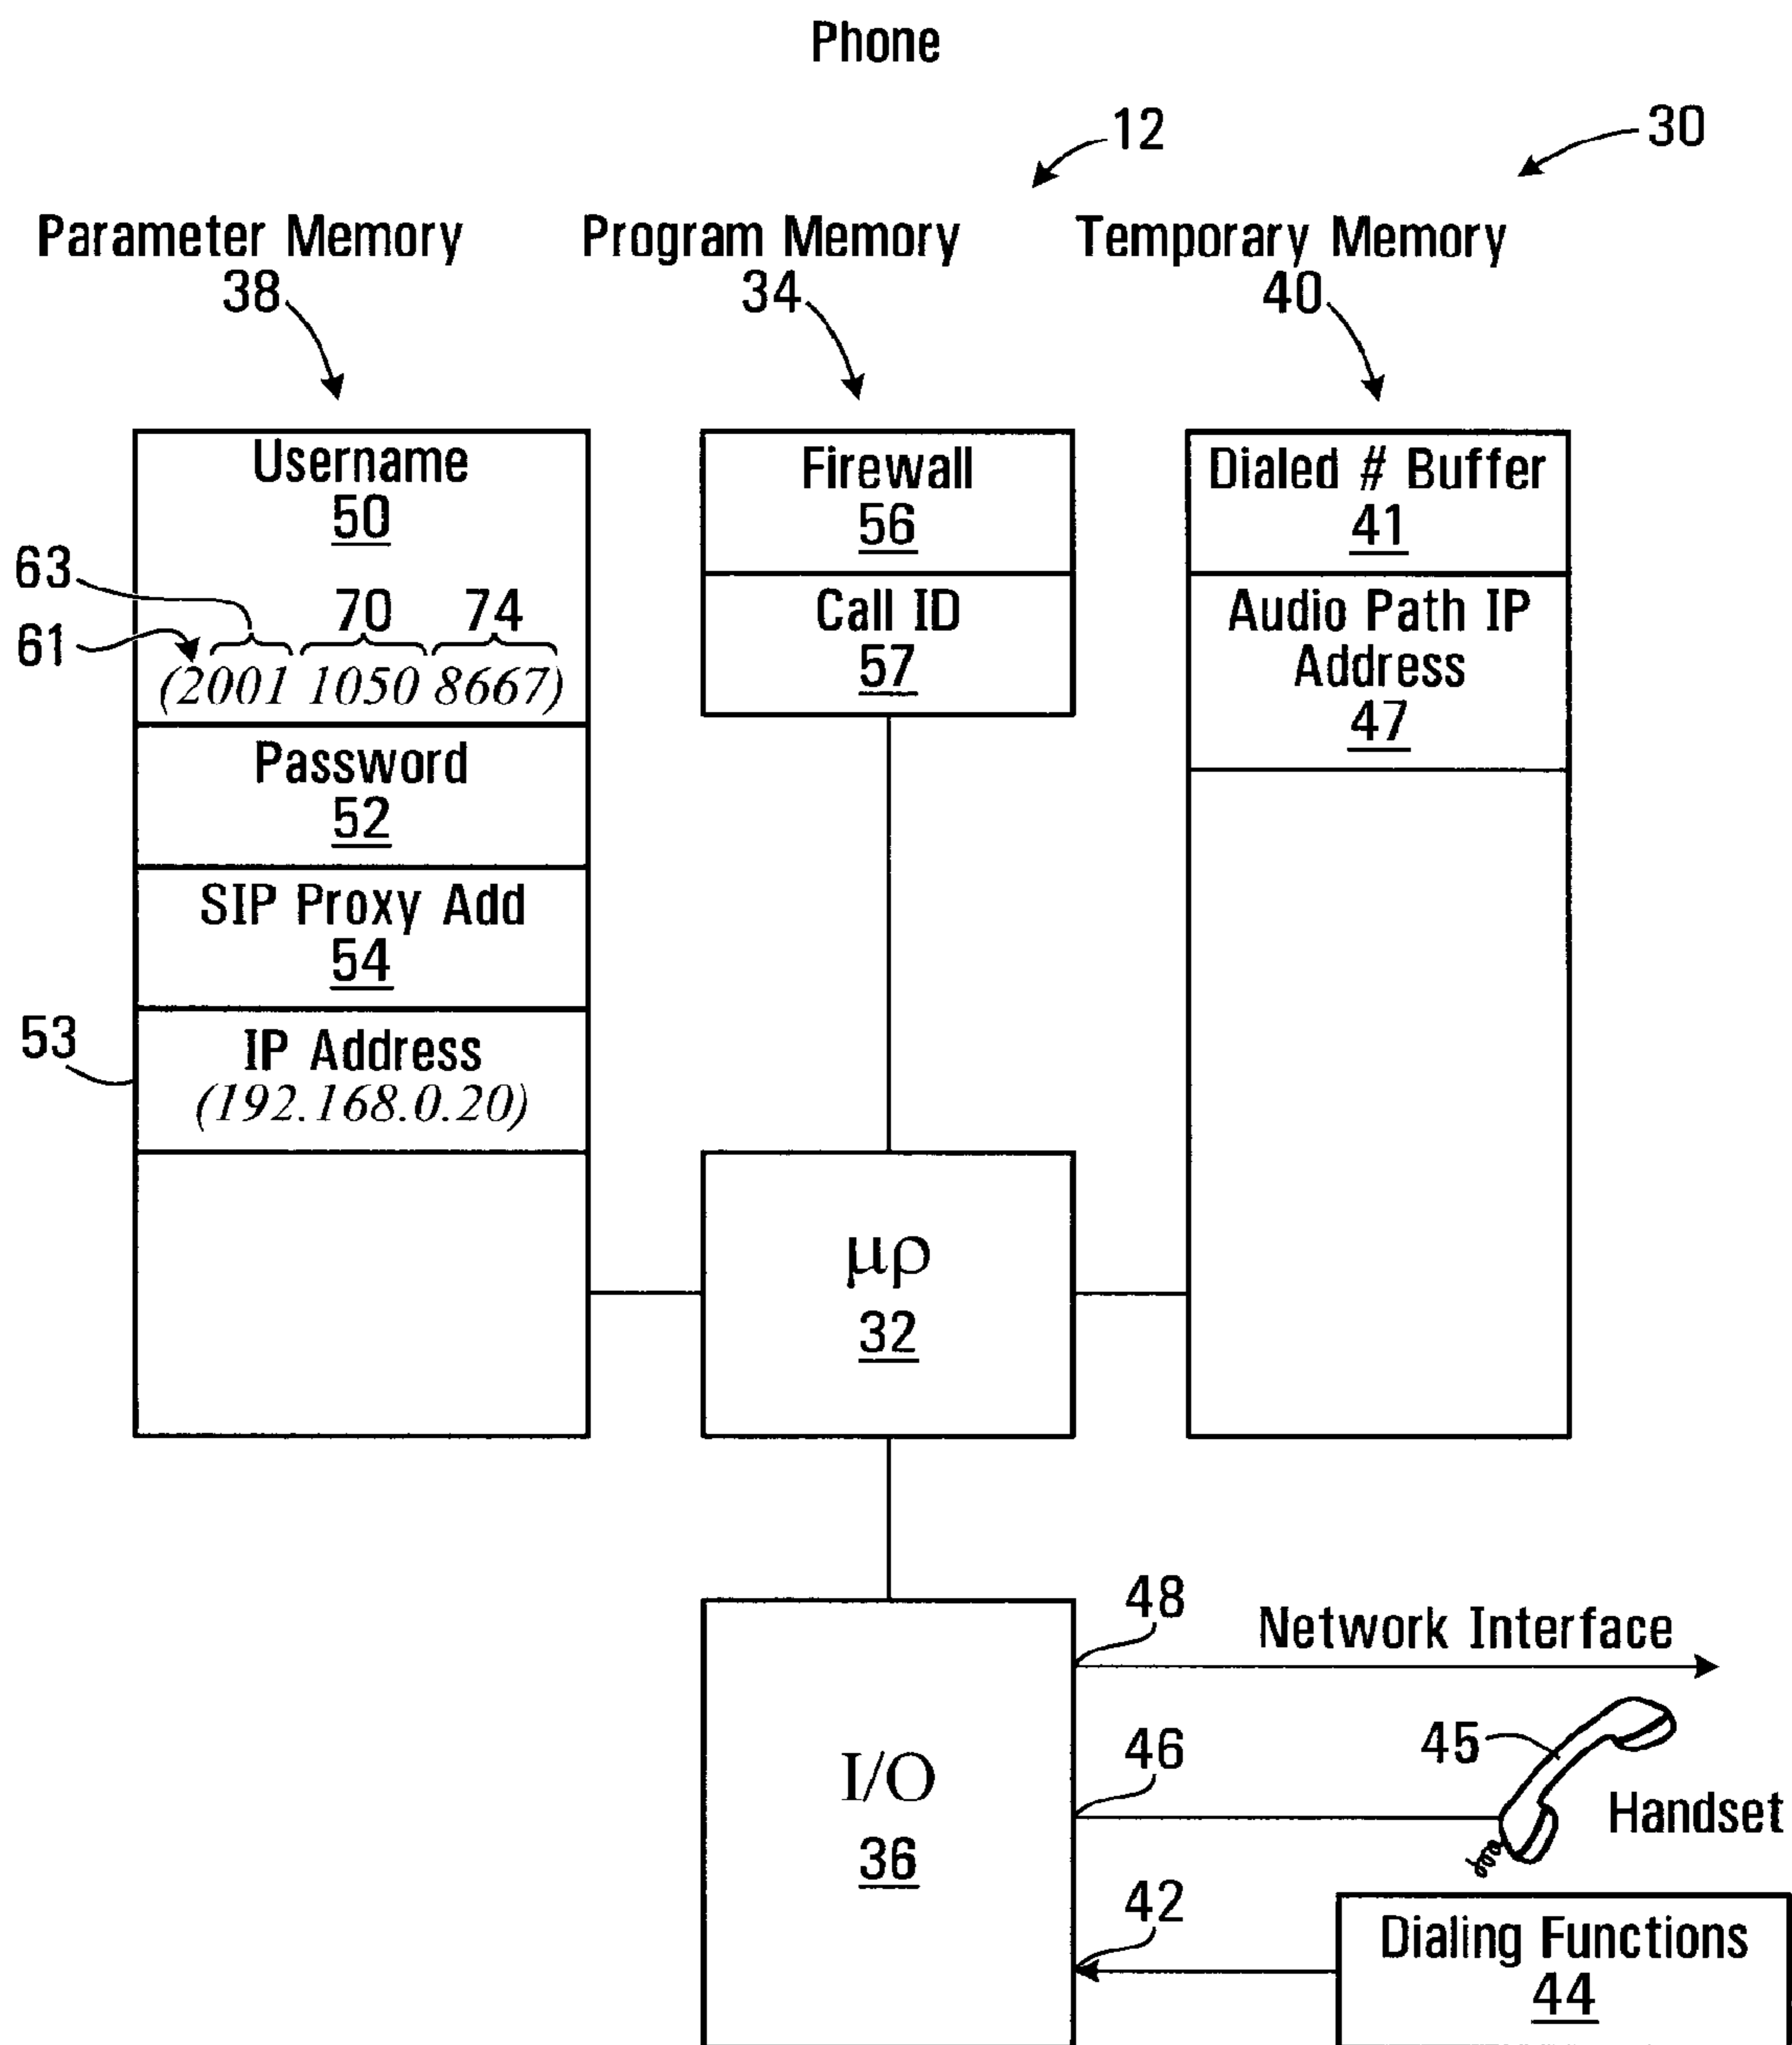 Phone
12
30
Parameter Memory
38
Program Memory
34
Temporary Memory
40
Username
50
63
61
70
74
(2001 1050 8667)
Password
52
SIP Proxy Add
54
53
IP Address
(192.168.0.20)
Firewall
56
Call ID
57
Dialed # Buffer
41
Audio Path IP
Address
47
μρ
32
I/O
36
48
Network Interface
46
45
Handset
42
Dialing Functions
44